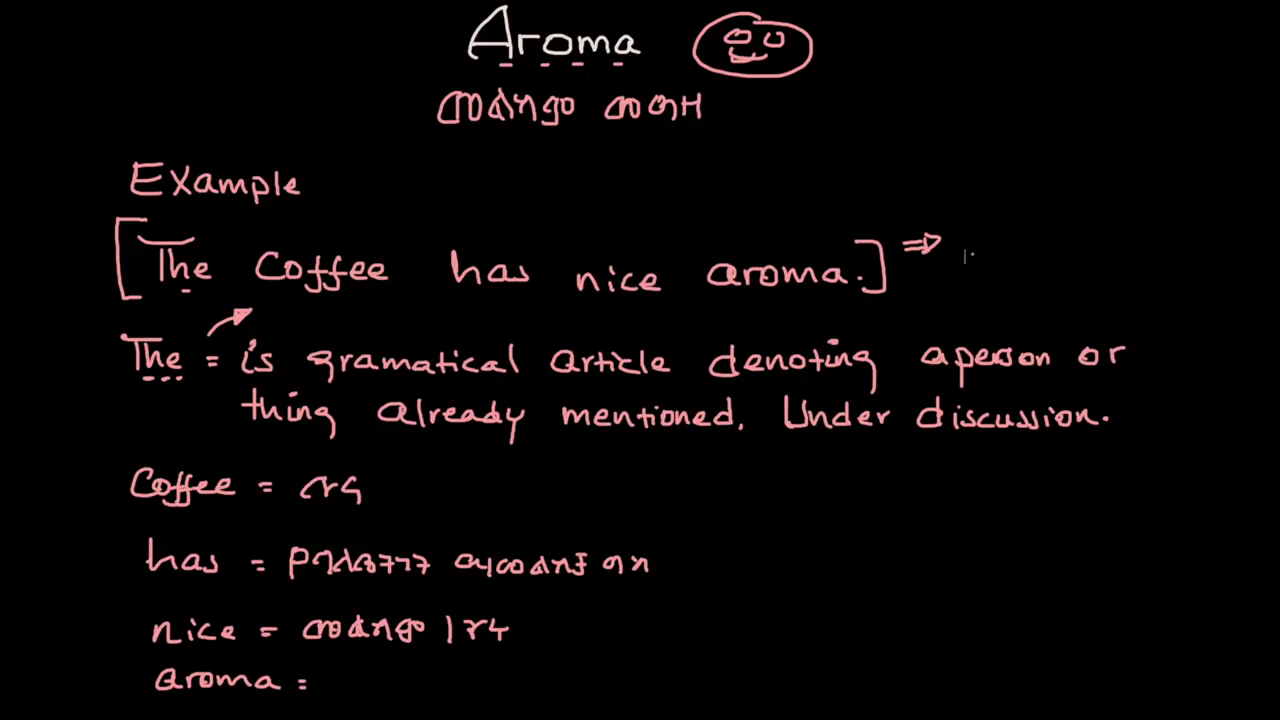 Aroma
Example
[The Coffee has nice aroma.] ⇒
The = is gramatical article denoting a person or
thing already mentioned. Under discussion.
Coffee =
has =
nice =
aroma =